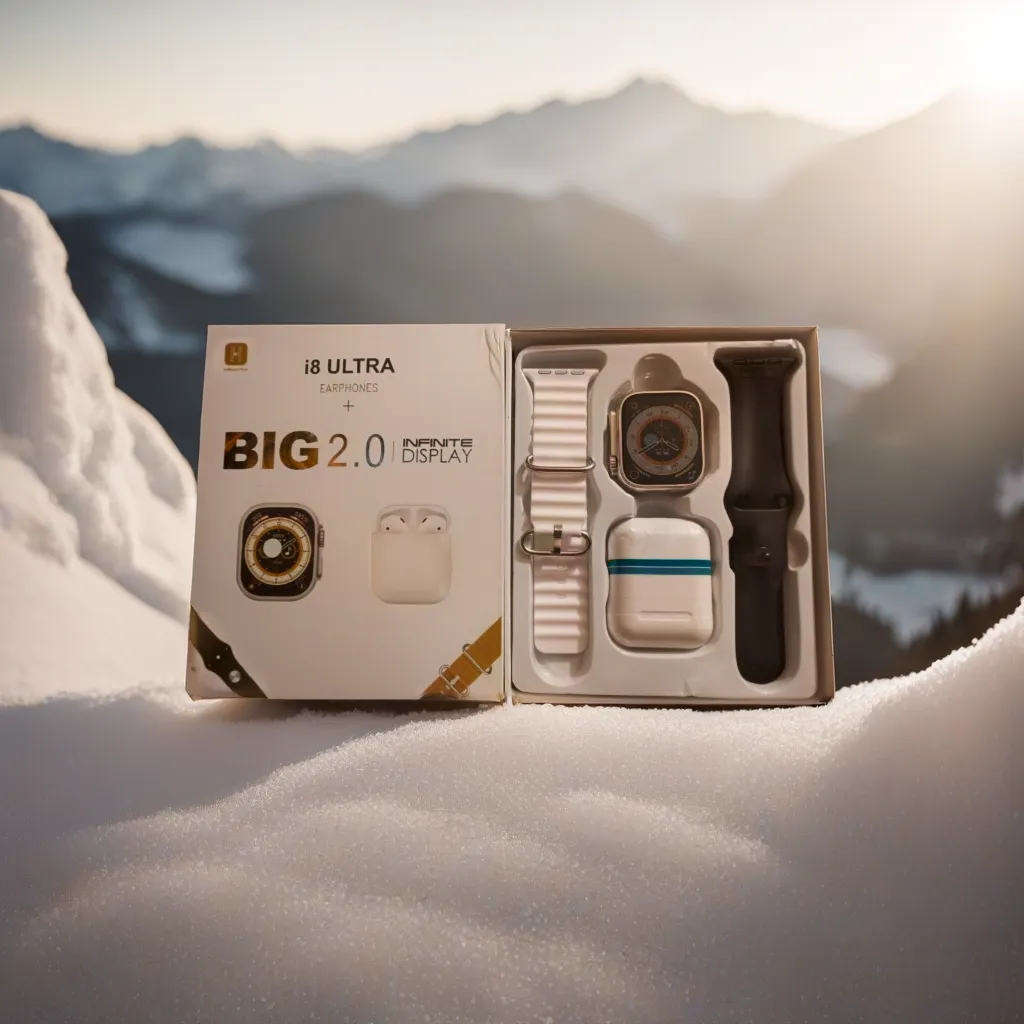 i8 ULTRA
EARPHONES
+
BIG 2.0 | INFINITE
DISPLAY